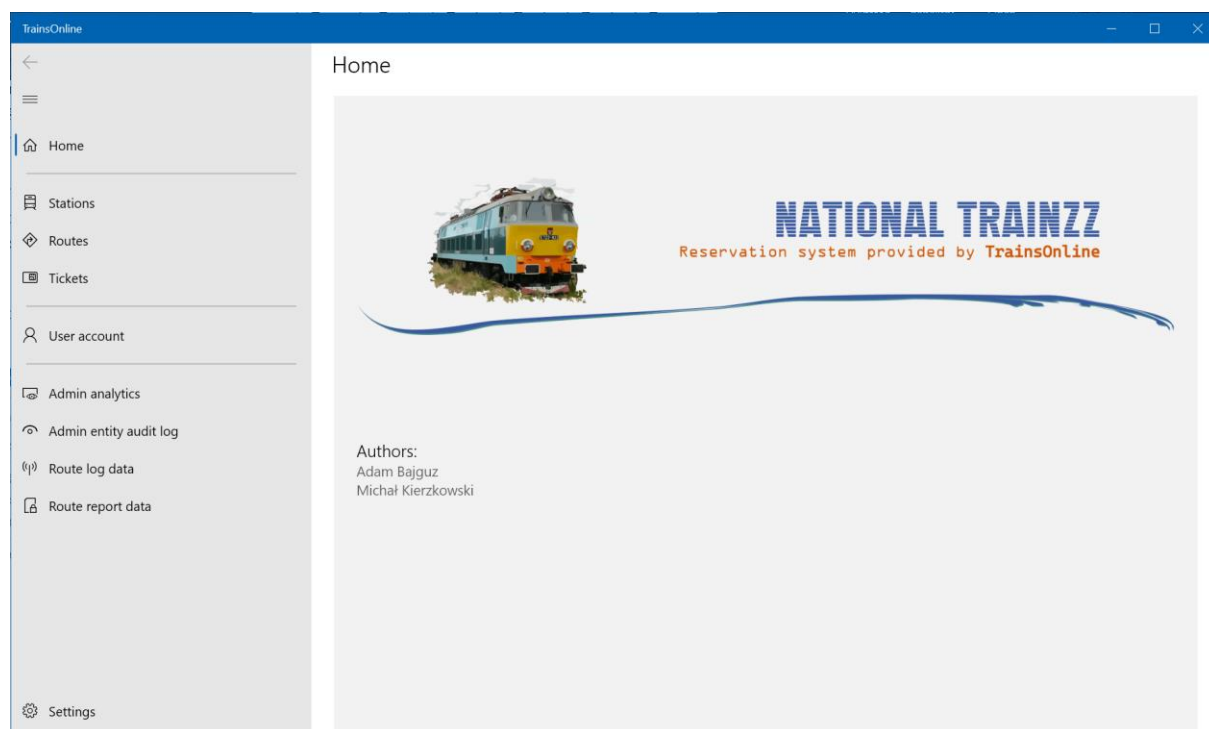 TrainsOnline
Home
Home
Stations
Routes
Tickets
User account
Admin analytics
Admin entity audit log
Route log data
Route report data
Settings
NATIONAL TRAINZZ
Reservation system provided by TrainsOnline
Authors:
Adam Bajguz
Michał Kierzkowski